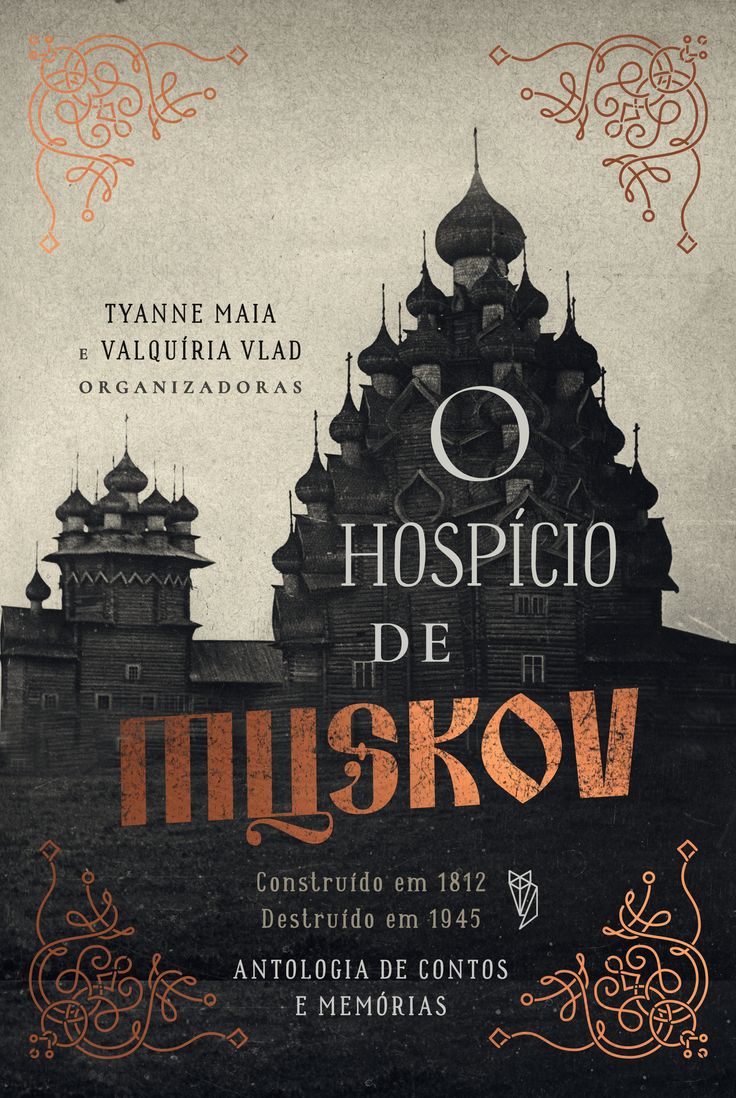 TYANNE MAIA
E VALQUÍRIA VLAD
ORGANIZADORAS
O
HOSPÍCIO
DE
MUSKOV
Construído em 1812
Destruído em 1945
ANTOLOGIA DE CONTOS
E MEMÓRIAS